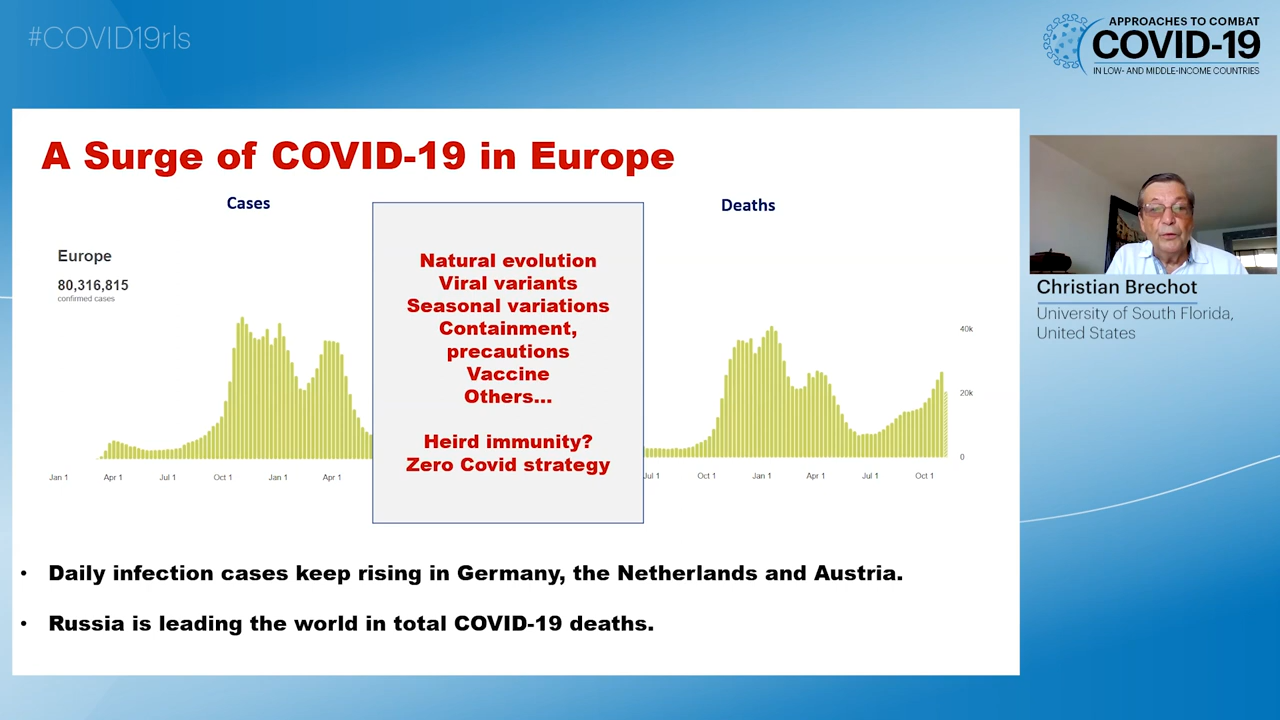 #COVID19rls
APPROACHES TO COMBAT
COVID-19
IN LOW- AND MIDDLE-INCOME COUNTRIES
A Surge of COVID-19 in Europe
Cases
Deaths
Europe
80,316,815
confirmed cases
Natural evolution
Viral variants
Seasonal variations
Containment,
precautions
Vaccine
Others...
Heird immunity?
Zero Covid strategy
40k
20k
0
Jan 1 Apr 1 Jul 1 Oct 1 Jan 1 Apr 1
Jul 1 Oct 1 Jan 1 Apr 1 Jul 1 Oct 1
• Daily infection cases keep rising in Germany, the Netherlands and Austria.
• Russia is leading the world in total COVID-19 deaths.
Christian Brechot
University of South Florida,
United States